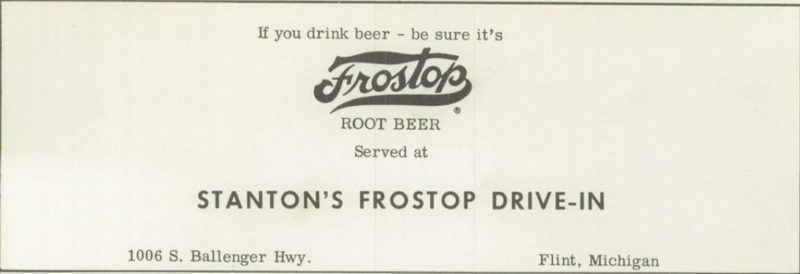 If you drink beer - be sure it's
Frostop
®
ROOT BEER
Served at
STANTON'S FROSTOP DRIVE-IN
1006 S. Ballenger Hwy. Flint, Michigan